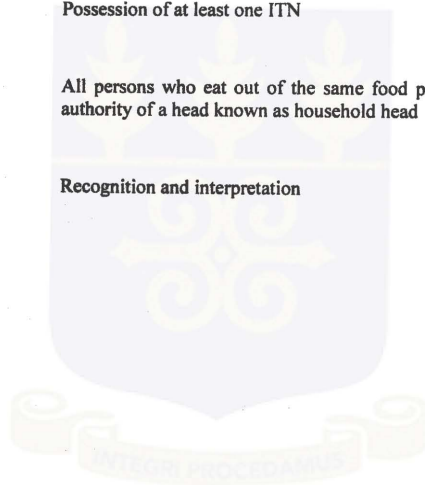 Possession of at least one ITN
All persons who eat out of the same food p
authority of a head known as household head
Recognition and interpretation
INTEGRI PROCEDAMUS